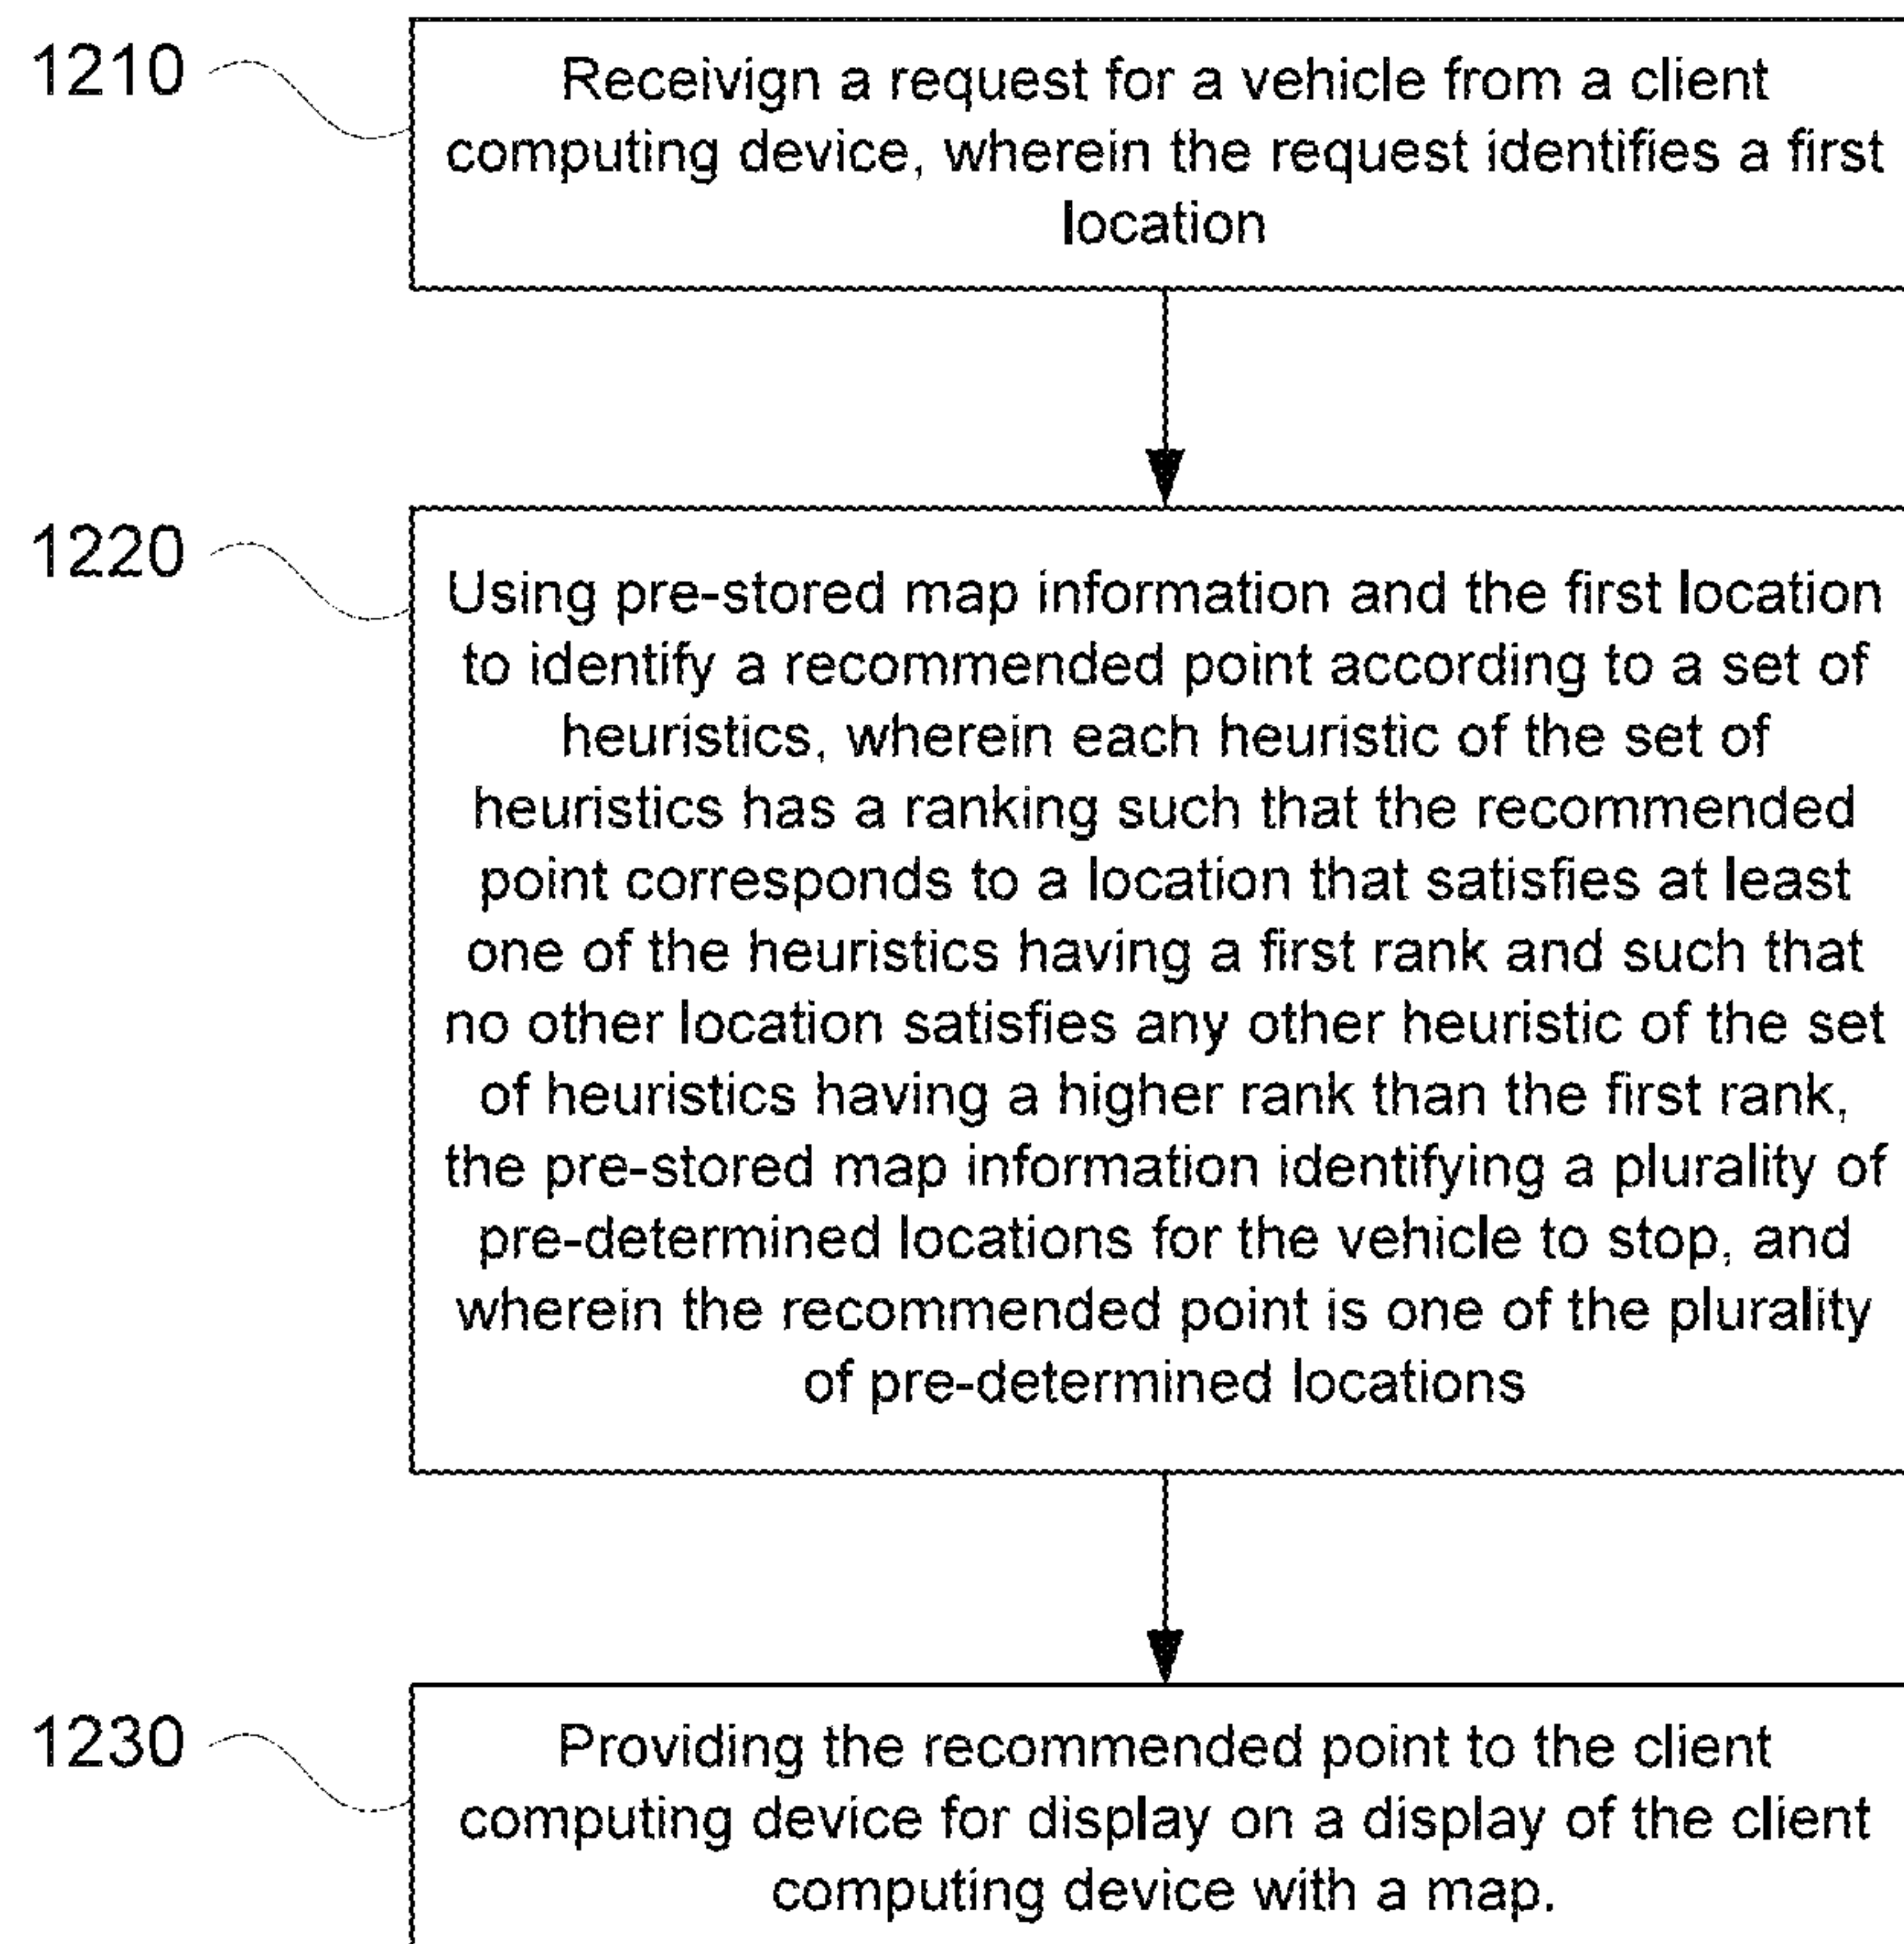 1210
Receivign a request for a vehicle from a client
computing device, wherein the request identifies a first
location
1220
Using pre-stored map information and the first location
to identify a recommended point according to a set of
heuristics, wherein each heuristic of the set of
heuristics has a ranking such that the recommended
point corresponds to a location that satisfies at least
one of the heuristics having a first rank and such that
no other location satisfies any other heuristic of the set
of heuristics having a higher rank than the first rank,
the pre-stored map information identifying a plurality of
pre-determined locations for the vehicle to stop, and
wherein the recommended point is one of the plurality
of pre-determined locations
1230
Providing the recommended point to the client
computing device for display on a display of the client
computing device with a map.